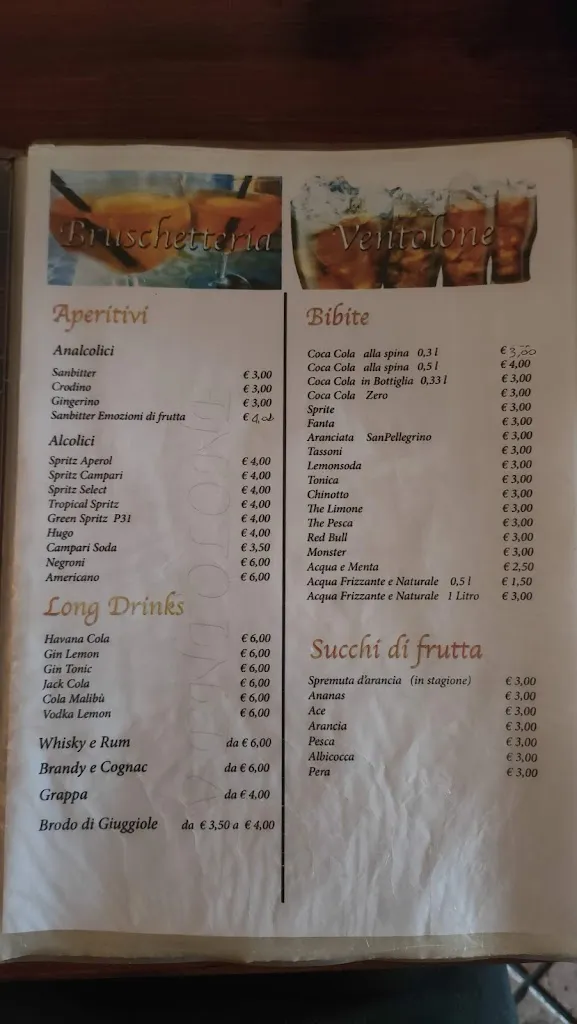 Bruschetteria
Aperitivi
Analcolici
Sanbitter € 3,00
Crodino € 3,00
Gingerino € 3,00
Sanbitter Emozioni di frutta € 4,00
Alcolici
Spritz Aperol € 4,00
Spritz Campari € 4,00
Spritz Select € 4,00
Tropical Spritz € 4,00
Green Spritz P31 € 4,00
Hugo € 4,00
Campari Soda € 3,50
Negroni € 6,00
Americano € 6,00
Long Drinks
Havana Cola € 6,00
Gin Lemon € 6,00
Gin Tonic € 6,00
Jack Cola € 6,00
Cola Malibù € 6,00
Vodka Lemon € 6,00
Whisky e Rum da € 6,00
Brandy e Cognac da € 6,00
Grappa da € 4,00
Brodo di Giuggiole da € 3,50 a € 4,00
Ventolone
Bibite
Coca Cola alla spina 0,3 l € 3,00
Coca Cola alla spina 0,5 l € 4,00
Coca Cola in Bottiglia 0,33 l € 3,00
Coca Cola Zero € 3,00
Sprite € 3,00
Fanta € 3,00
Aranciata SanPellegrino € 3,00
Tassoni € 3,00
Lemonsoda € 3,00
Tonica € 3,00
Chinotto € 3,00
The Limone € 3,00
The Pesca € 3,00
Red Bull € 3,00
Monster € 3,00
Acqua e Menta € 2,50
Acqua Frizzante e Naturale 0,5 l € 1,50
Acqua Frizzante e Naturale 1 Litro € 3,00
Succhi di frutta
Spremuta d'arancia (in stagione) € 3,00
Ananas € 3,00
Ace € 3,00
Arancia € 3,00
Pesca € 3,00
Albicocca € 3,00
Pera € 3,00